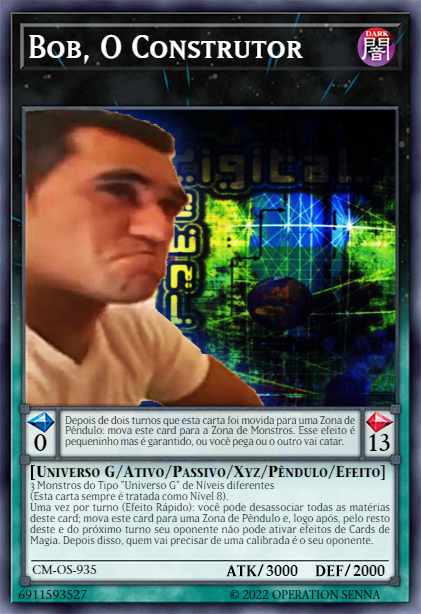 Bob, O Construtor
DARK
闇
digital
Depois de dois turnos que esta carta foi movida para uma Zona de
Pêndulo: mova este card para a Zona de Monstros. Esse efeito é
pequeninho mas é garantido, ou você pega ou o outro vai catar.
0
13
[Universo G/Ativo/Passivo/Xyz/Pêndulo/Efeito]
3 Monstros do Tipo "Universo G" de Níveis diferentes
(Esta carta sempre é tratada como Nível 8).
Uma vez por turno (Efeito Rápido): você pode desassociar todas as matérias
deste card; mova este card para uma Zona de Pêndulo e, logo após, pelo resto
deste e do próximo turno seu oponente não pode ativar efeitos de Cards de
Magia. Depois disso, quem vai precisar de uma calibrada é o seu oponente.
CM-OS-935
ATK/3000 DEF/2000
6911593527
© 2022 OPERATION SENNA